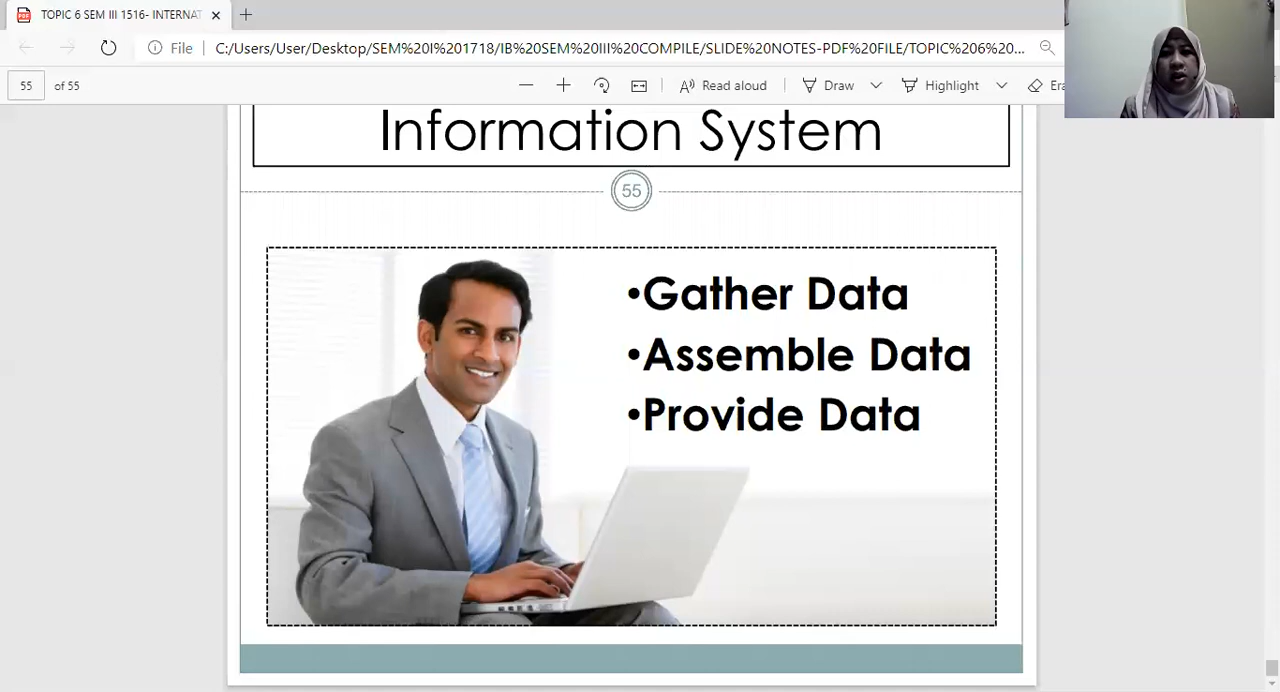 TOPIC 6 SEM III 1516- INTERNAT
File
C:/Users/User/Desktop/SEM%20I%201718/IB%20SEM%20III%20COMPILE/SLIDE%20NOTES-PDF%20FILE/TOPIC%206%20...
55 of 55
Read aloud
Draw
Highlight
Era
Information System
55
•Gather Data
•Assemble Data
•Provide Data